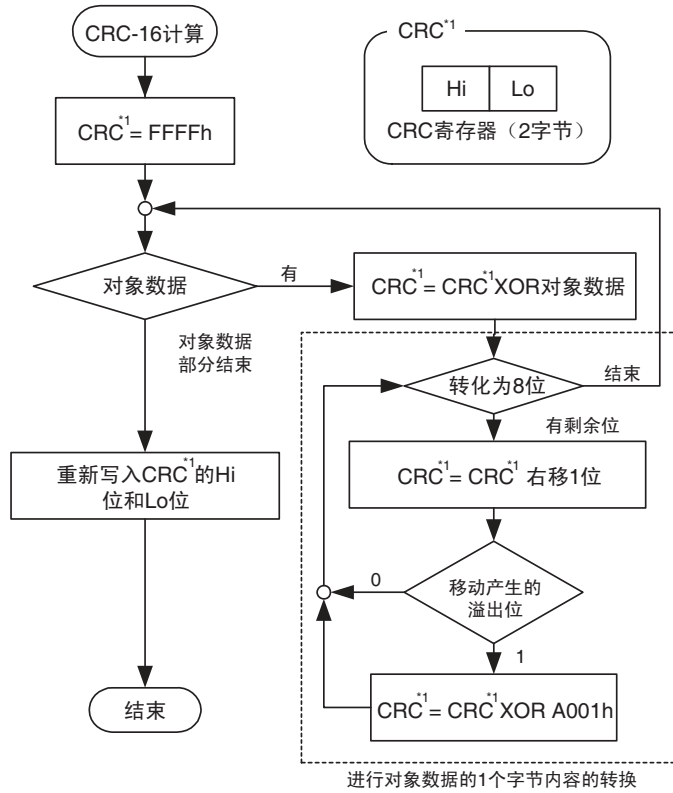 CRC-16计算
CRC*1
Hi Lo
CRC寄存器（2字节）
CRC*1= FFFFh
对象数据
有
CRC*1= CRC*1XOR对象数据
对象数据
部分结束
转化为8位
结束
有剩余位
重新写入CRC*1的Hi
位和Lo位
CRC*1= CRC*1 右移1位
移动产生的
溢出位
0
1
CRC*1= CRC*1XOR A001h
结束
进行对象数据的1个字节内容的转换